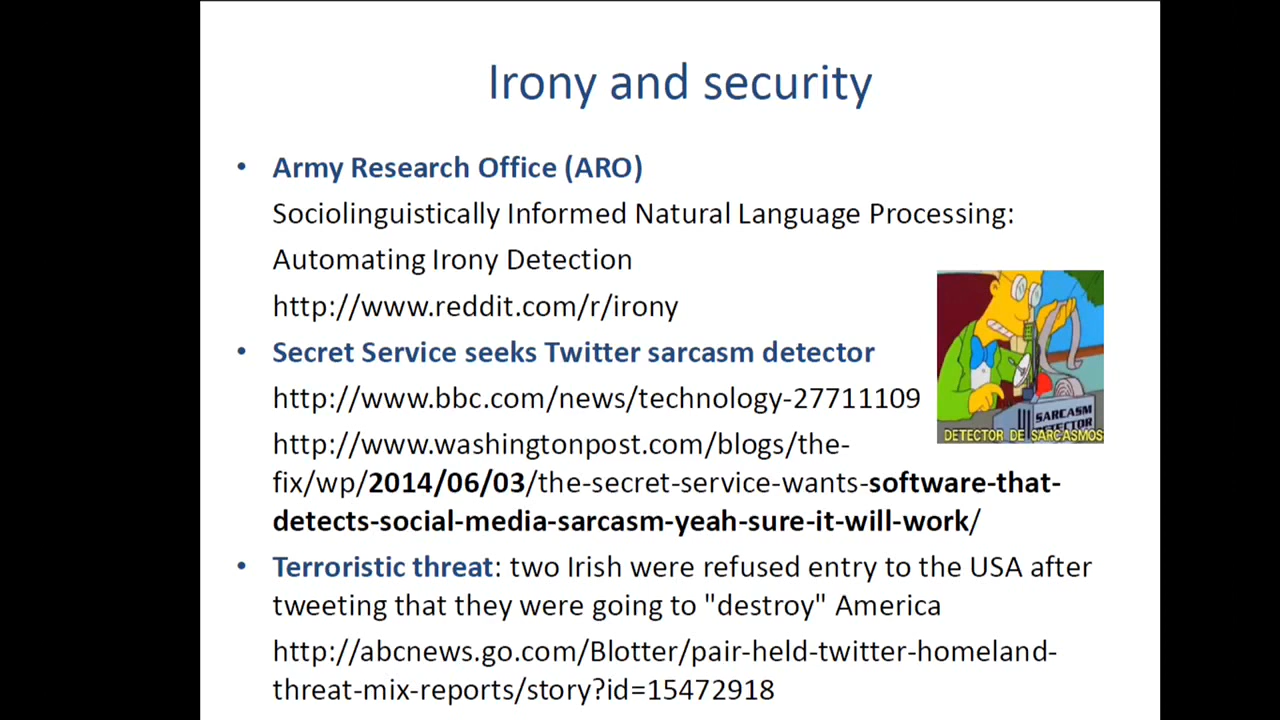 Irony and security
• Army Research Office (ARO)
Sociolinguistically Informed Natural Language Processing:
Automating Irony Detection
http://www.reddit.com/r/irony
• Secret Service seeks Twitter sarcasm detector
http://www.bbc.com/news/technology-27711109
http://www.washingtonpost.com/blogs/the-
fix/wp/2014/06/03/the-secret-service-wants-software-that-
detects-social-media-sarcasm-yeah-sure-it-will-work/
• Terroristic threat: two Irish were refused entry to the USA after
tweeting that they were going to "destroy" America
http://abcnews.go.com/Blotter/pair-held-twitter-homeland-
threat-mix-reports/story?id=15472918
SARCASM
DETECTOR
DETECTOR DE SARCASMOS